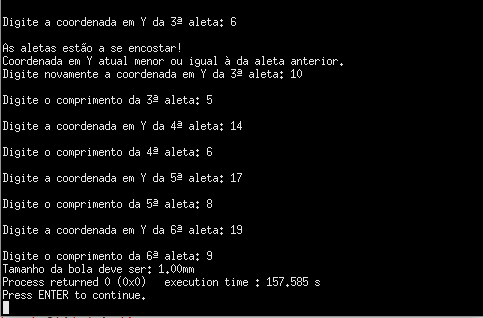 Digite a coordenada em Y da 3ª aleta: 6
As aletas estão a se encostar!
Coordenada em Y atual menor ou igual à da aleta anterior.
Digite novamente a coordenada em Y da 3ª aleta: 10
Digite o comprimento da 3ª aleta: 5
Digite a coordenada em Y da 4ª aleta: 14
Digite o comprimento da 4ª aleta: 6
Digite a coordenada em Y da 5ª aleta: 17
Digite o comprimento da 5ª aleta: 8
Digite a coordenada em Y da 6ª aleta: 19
Digite o comprimento da 6ª aleta: 9
Tamanho da bola deve ser: 1.00mm
Process returned 0 (0x0)   execution time : 157.585 s
Press ENTER to continue.